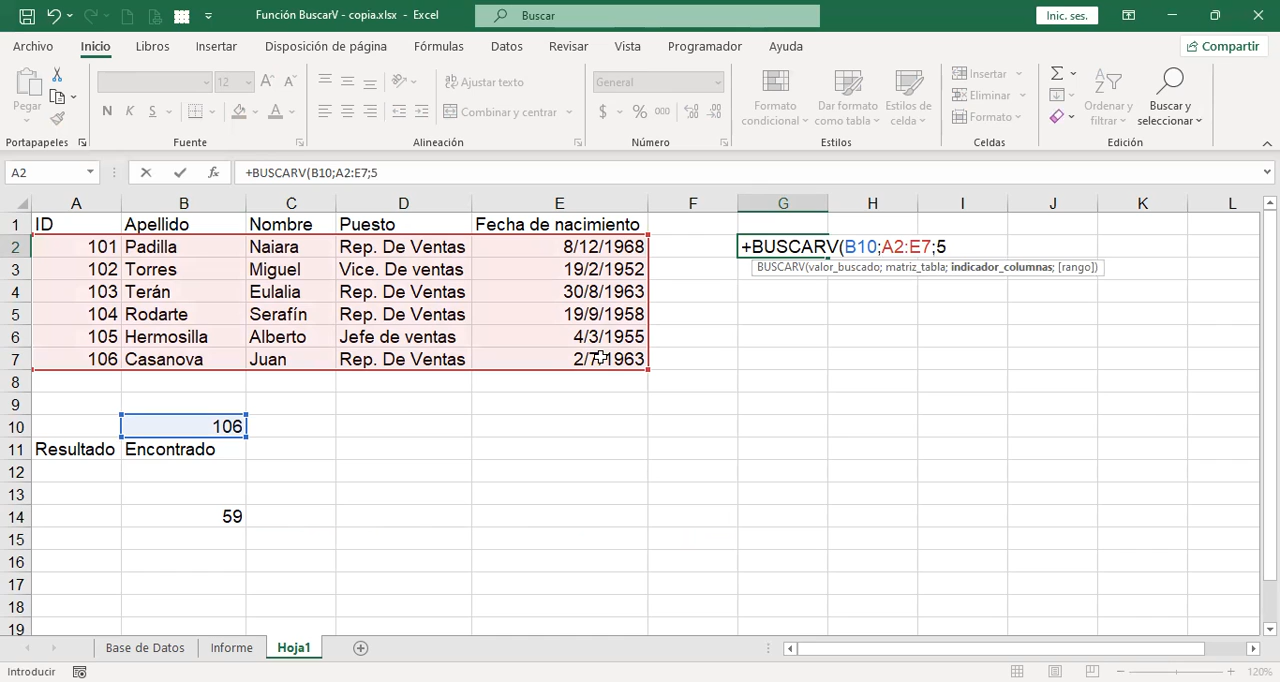 Función BuscarV - copia.xlsx - Excel
Buscar
Inic. ses.
Archivo Inicio Libros Insertar Disposición de página Fórmulas Datos Revisar Vista Programador Ayuda Compartir
Pegar
12
N K S
Ajustar texto
Combinar y centrar
General
$ % 000
Formato condicional
Dar formato como tabla
Estilos de celda
Insertar
Eliminar
Formato
Ordenar y filtrar
Buscar y seleccionar
Portapapeles Fuente Alineación Número Estilos Celdas Edición
A2 fx +BUSCARV(B10;A2:E7;5
A B C D E F G H I J K L
1 ID Apellido Nombre Puesto Fecha de nacimiento
2 101 Padilla Naiara Rep. De Ventas 8/12/1968 +BUSCARV(B10;A2:E7;5
BUSCARV(valor_buscado; matriz_tabla; indicador_columnas; [rango])
3 102 Torres Miguel Vice. De ventas 19/2/1952
4 103 Terán Eulalia Rep. De Ventas 30/8/1963
5 104 Rodarte Serafín Rep. De Ventas 19/9/1958
6 105 Hermosilla Alberto Jefe de ventas 4/3/1955
7 106 Casanova Juan Rep. De Ventas 2/7/1963
8
9
10 106
11 Resultado Encontrado
12
13
14 59
15
16
17
18
19
Base de Datos Informe Hoja1
Introducir 120%